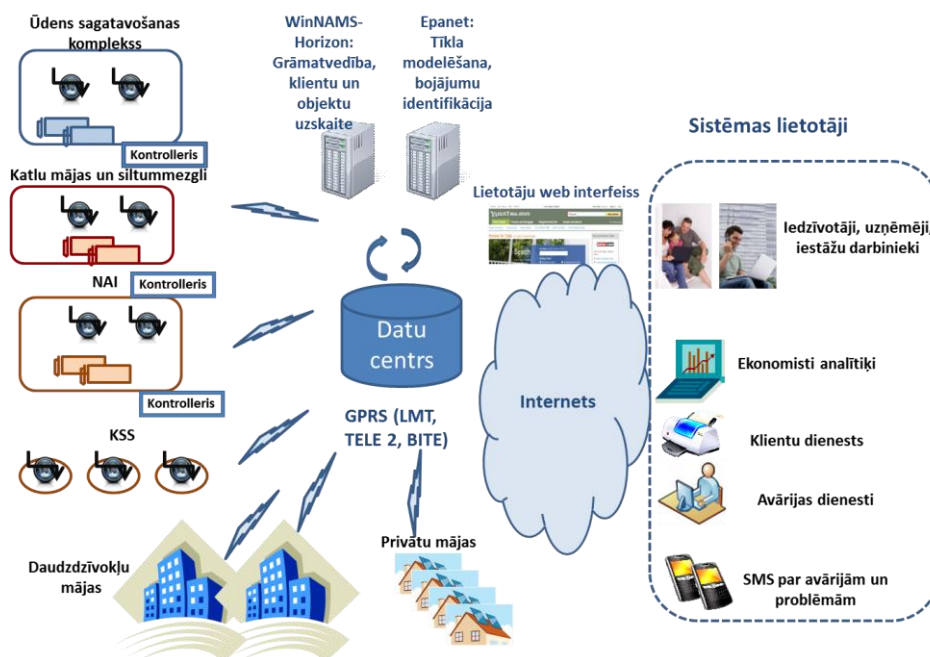 Ūdens sagatavošanas
komplekss
Kontrolleris
Katlu mājas un siltummezgli
NAI
Kontrolleris
Kontrolleris
KSS
Daudzdzīvokļu
mājas
WinNAMS-
Horizon:
Grāmatvedība,
klientu un
objektu
uzskaite
Epanet:
Tīkla
modelēšana,
bojājumu
identifikācija
Datu
centrs
GPRS (LMT,
TELE 2, BITE)
Privātu mājas
Lietotāju web interfeiss
Internets
Sistēmas lietotāji
Iedzīvotāji, uzņēmēji,
iestāžu darbinieki
Ekonomisti analītiķi
Klientu dienests
Avārijas dienesti
SMS par avārijām un
problēmām